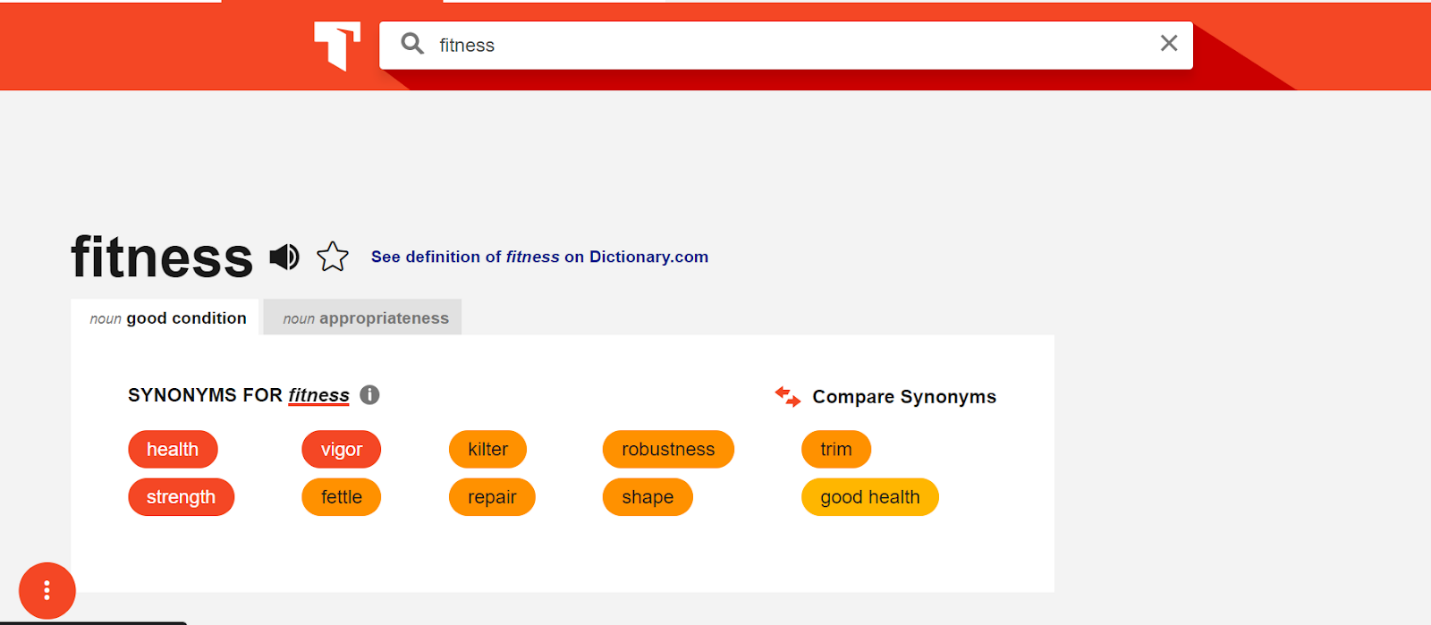 fitness
fitness See definition of fitness on Dictionary.com
noun good condition noun appropriateness
SYNONYMS FOR fitness Compare Synonyms
health vigor kilter robustness trim
strength fettle repair shape good health